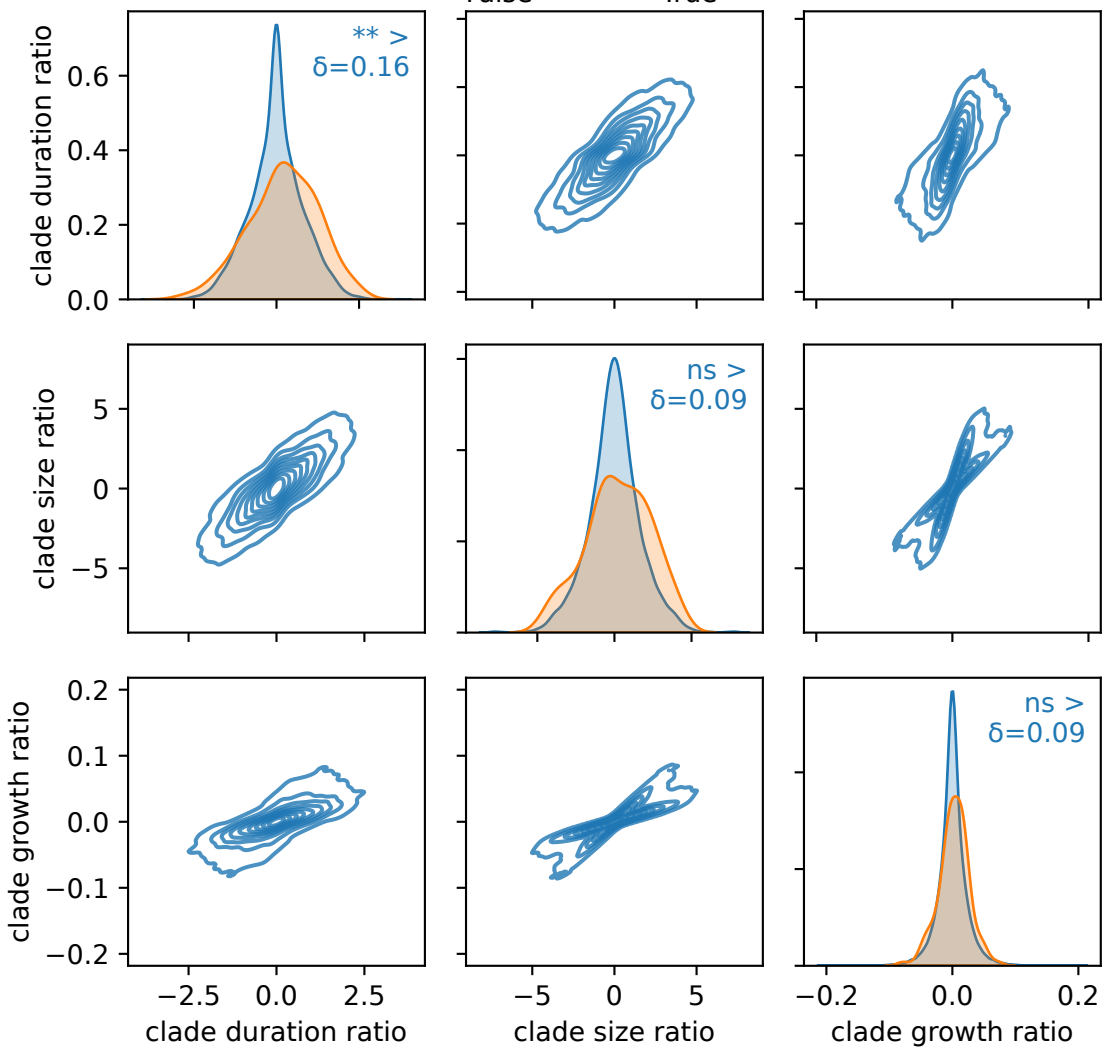 False True
clade duration ratio
0.6
0.4
0.2
0.0
** >
δ=0.16
clade size ratio
5
0
−5
ns >
δ=0.09
clade growth ratio
0.2
0.1
0.0
−0.1
−0.2
ns >
δ=0.09
−2.5 0.0 2.5
−5 0 5
−0.2 0.0 0.2
clade duration ratio
clade size ratio
clade growth ratio